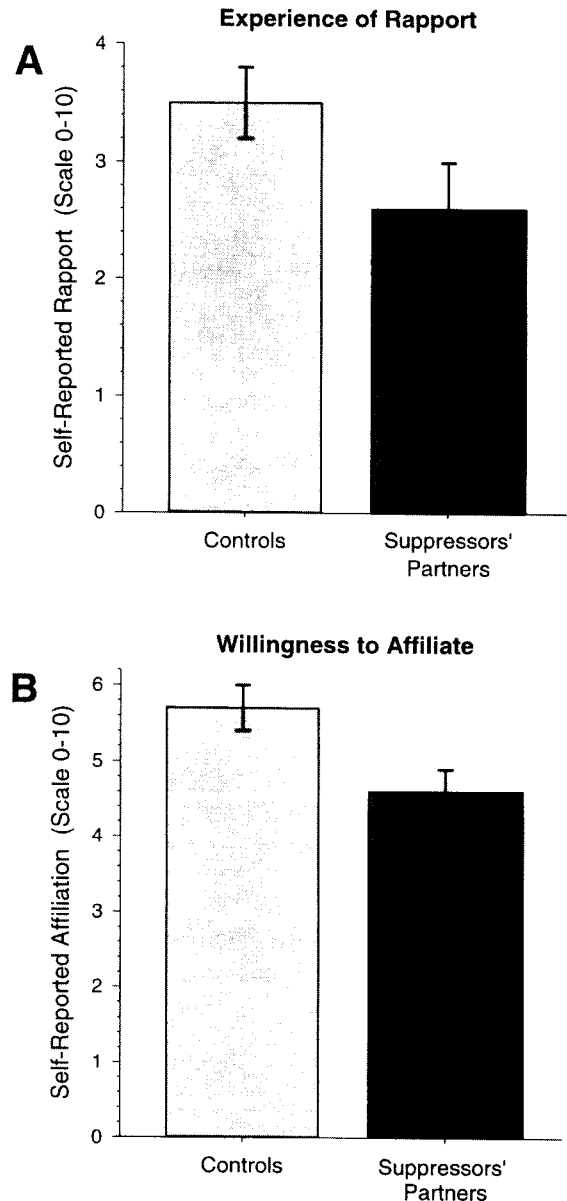 Experience of Rapport
A
Self-Reported Rapport (Scale 0-10)
4
3
2
1
0
Controls
Suppressors'
Partners
Willingness to Affiliate
B
Self-Reported Affiliation (Scale 0-10)
6
5
4
3
2
1
0
Controls
Suppressors'
Partners